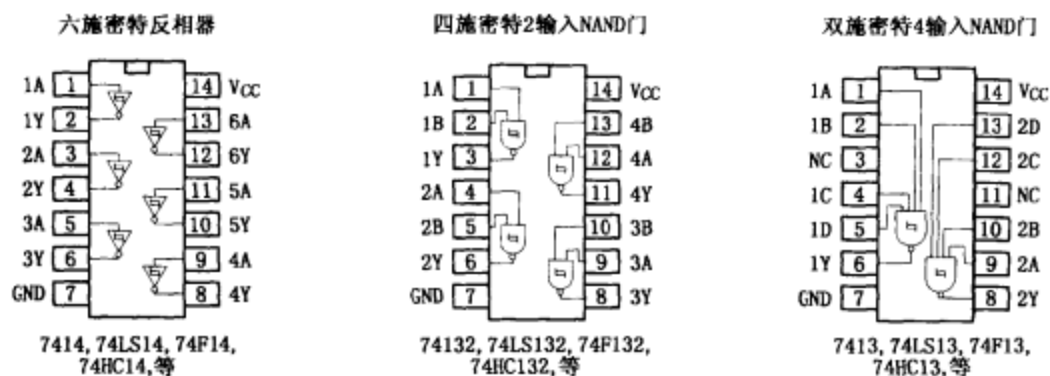 六施密特反相器
1A 1 14 VCC
1Y 2 13 6A
2A 3 12 6Y
2Y 4 11 5A
3A 5 10 5Y
3Y 6 9 4A
GND 7 8 4Y
7414, 74LS14, 74F14,
74HC14,等
四施密特2输入NAND门
1A 1 14 VCC
1B 2 13 4B
1Y 3 12 4A
2A 4 11 4Y
2B 5 10 3B
2Y 6 9 3A
GND 7 8 3Y
74132, 74LS132, 74F132,
74HC132,等
双施密特4输入NAND门
1A 1 14 VCC
1B 2 13 2D
NC 3 12 2C
1C 4 11 NC
1D 5 10 2B
1Y 6 9 2A
GND 7 8 2Y
7413, 74LS13, 74F13,
74HC13,等